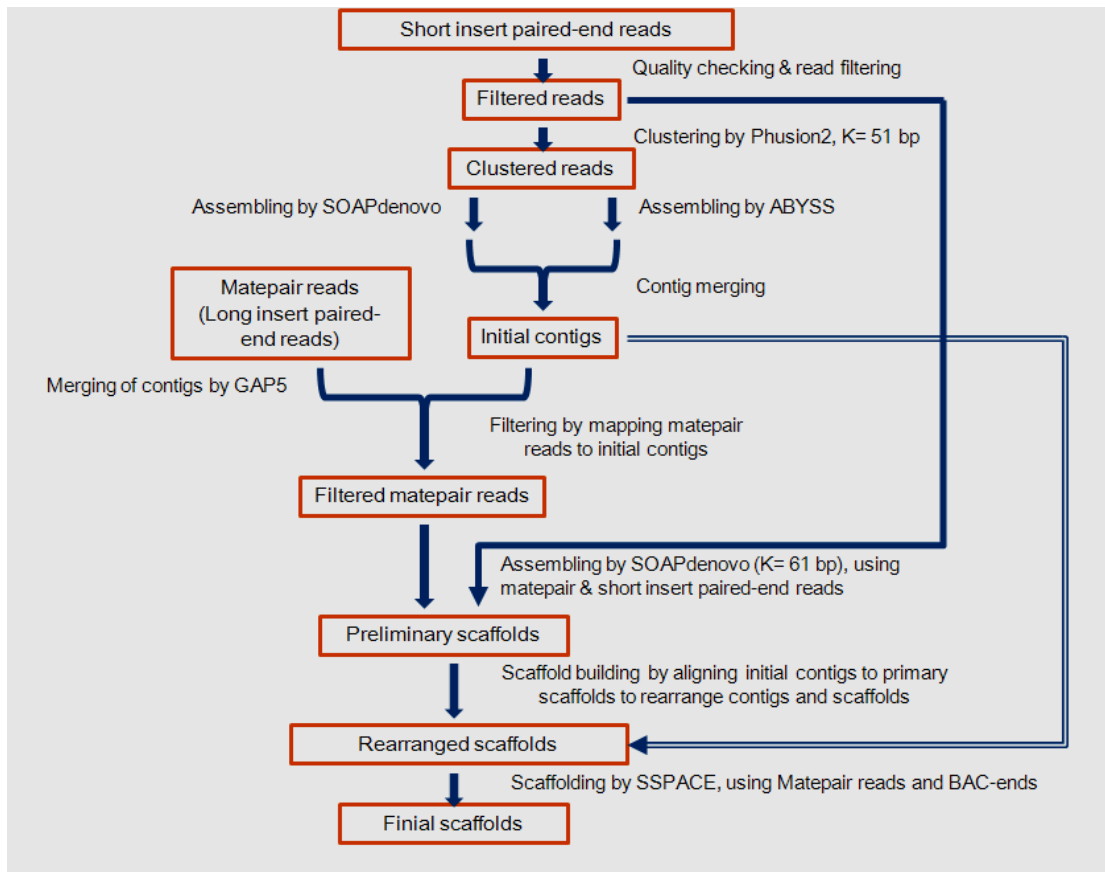 Short insert paired-end reads
Quality checking & read filtering
Filtered reads
Clustering by Phusion2, K= 51 bp
Clustered reads
Assembling by SOAPdenovo
Assembling by ABYSS
Matepair reads
(Long insert paired-
end reads)
Contig merging
Initial contigs
Merging of contigs by GAP5
Filtering by mapping matepair
reads to initial contigs
Filtered matepair reads
Assembling by SOAPdenovo (K= 61 bp), using
matepair & short insert paired-end reads
Preliminary scaffolds
Scaffold building by aligning initial contigs to primary
scaffolds to rearrange contigs and scaffolds
Rearranged scaffolds
Scaffolding by SSPACE, using Matepair reads and BAC-ends
Finial scaffolds